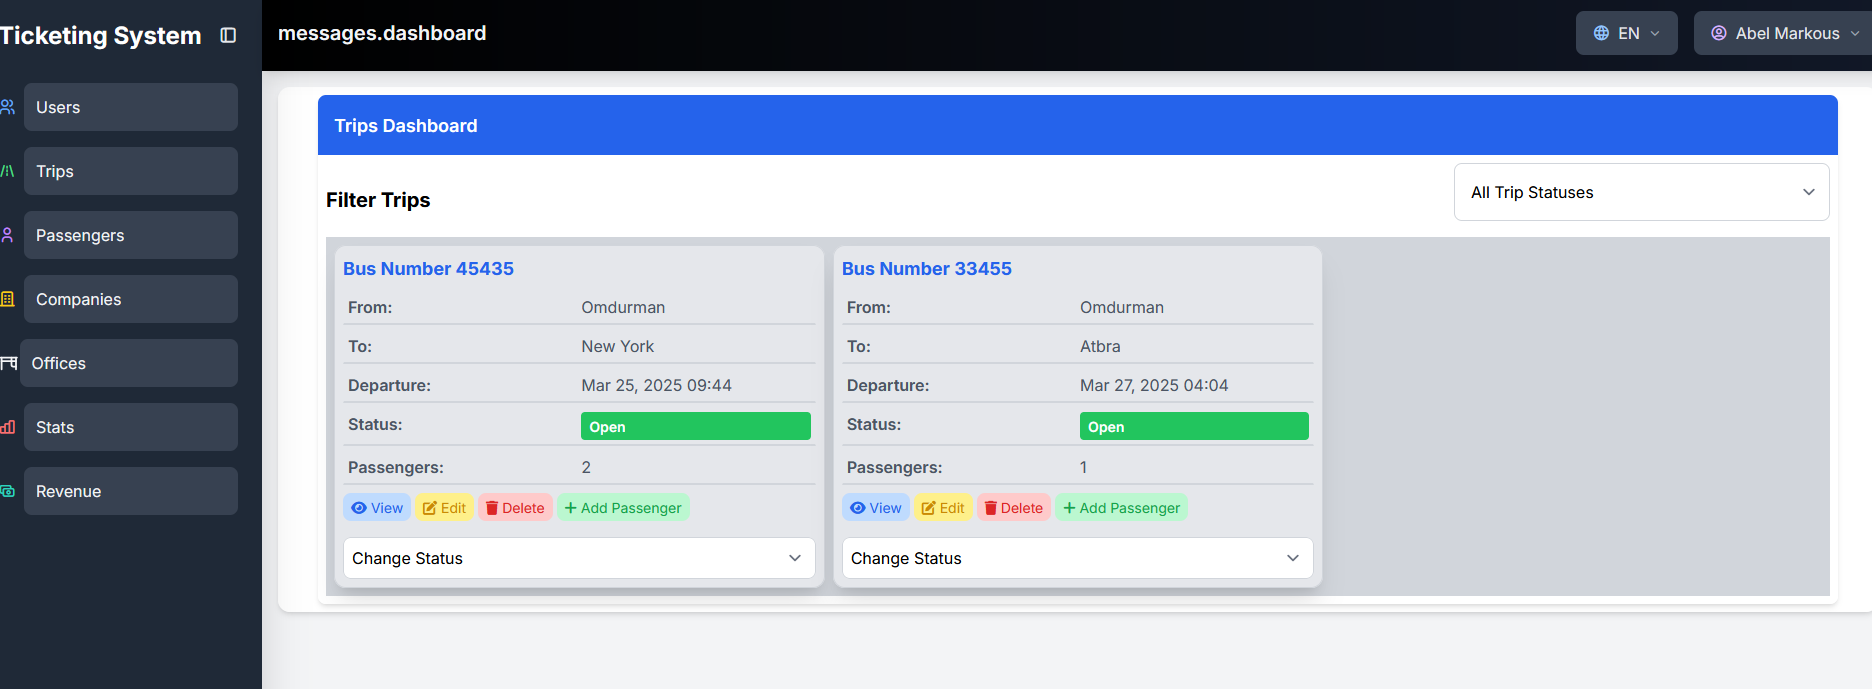 Ticketing System
messages.dashboard
EN
Abel Markous
Users
Trips
Passengers
Companies
Offices
Stats
Revenue
Trips Dashboard
Filter Trips
All Trip Statuses
Bus Number 45435
From: Omdurman
To: New York
Departure: Mar 25, 2025 09:44
Status: Open
Passengers: 2
View Edit Delete Add Passenger
Change Status
Bus Number 33455
From: Omdurman
To: Atbra
Departure: Mar 27, 2025 04:04
Status: Open
Passengers: 1
View Edit Delete Add Passenger
Change Status